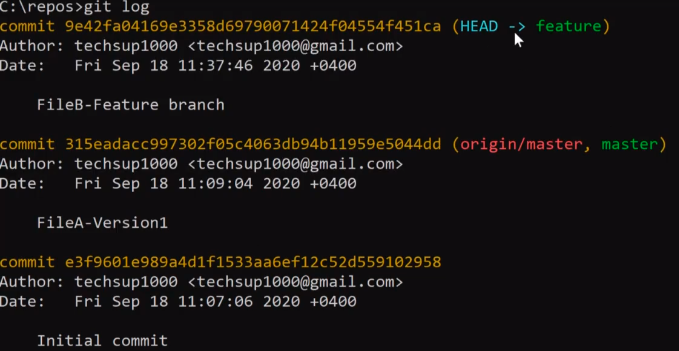 C:\repos>git log
commit 9e42fa04169e3358d69790071424f04554f451ca (HEAD -> feature)
Author: techsup1000 <techsup1000@gmail.com>
Date:   Fri Sep 18 11:37:46 2020 +0400
    FileB-Feature branch
commit 315eadacc997302f05c4063db94b11959e5044dd (origin/master, master)
Author: techsup1000 <techsup1000@gmail.com>
Date:   Fri Sep 18 11:09:04 2020 +0400
    FileA-Version1
commit e3f9601e989a4d1f1533aa6ef12c52d559102958
Author: techsup1000 <techsup1000@gmail.com>
Date:   Fri Sep 18 11:07:06 2020 +0400
    Initial commit